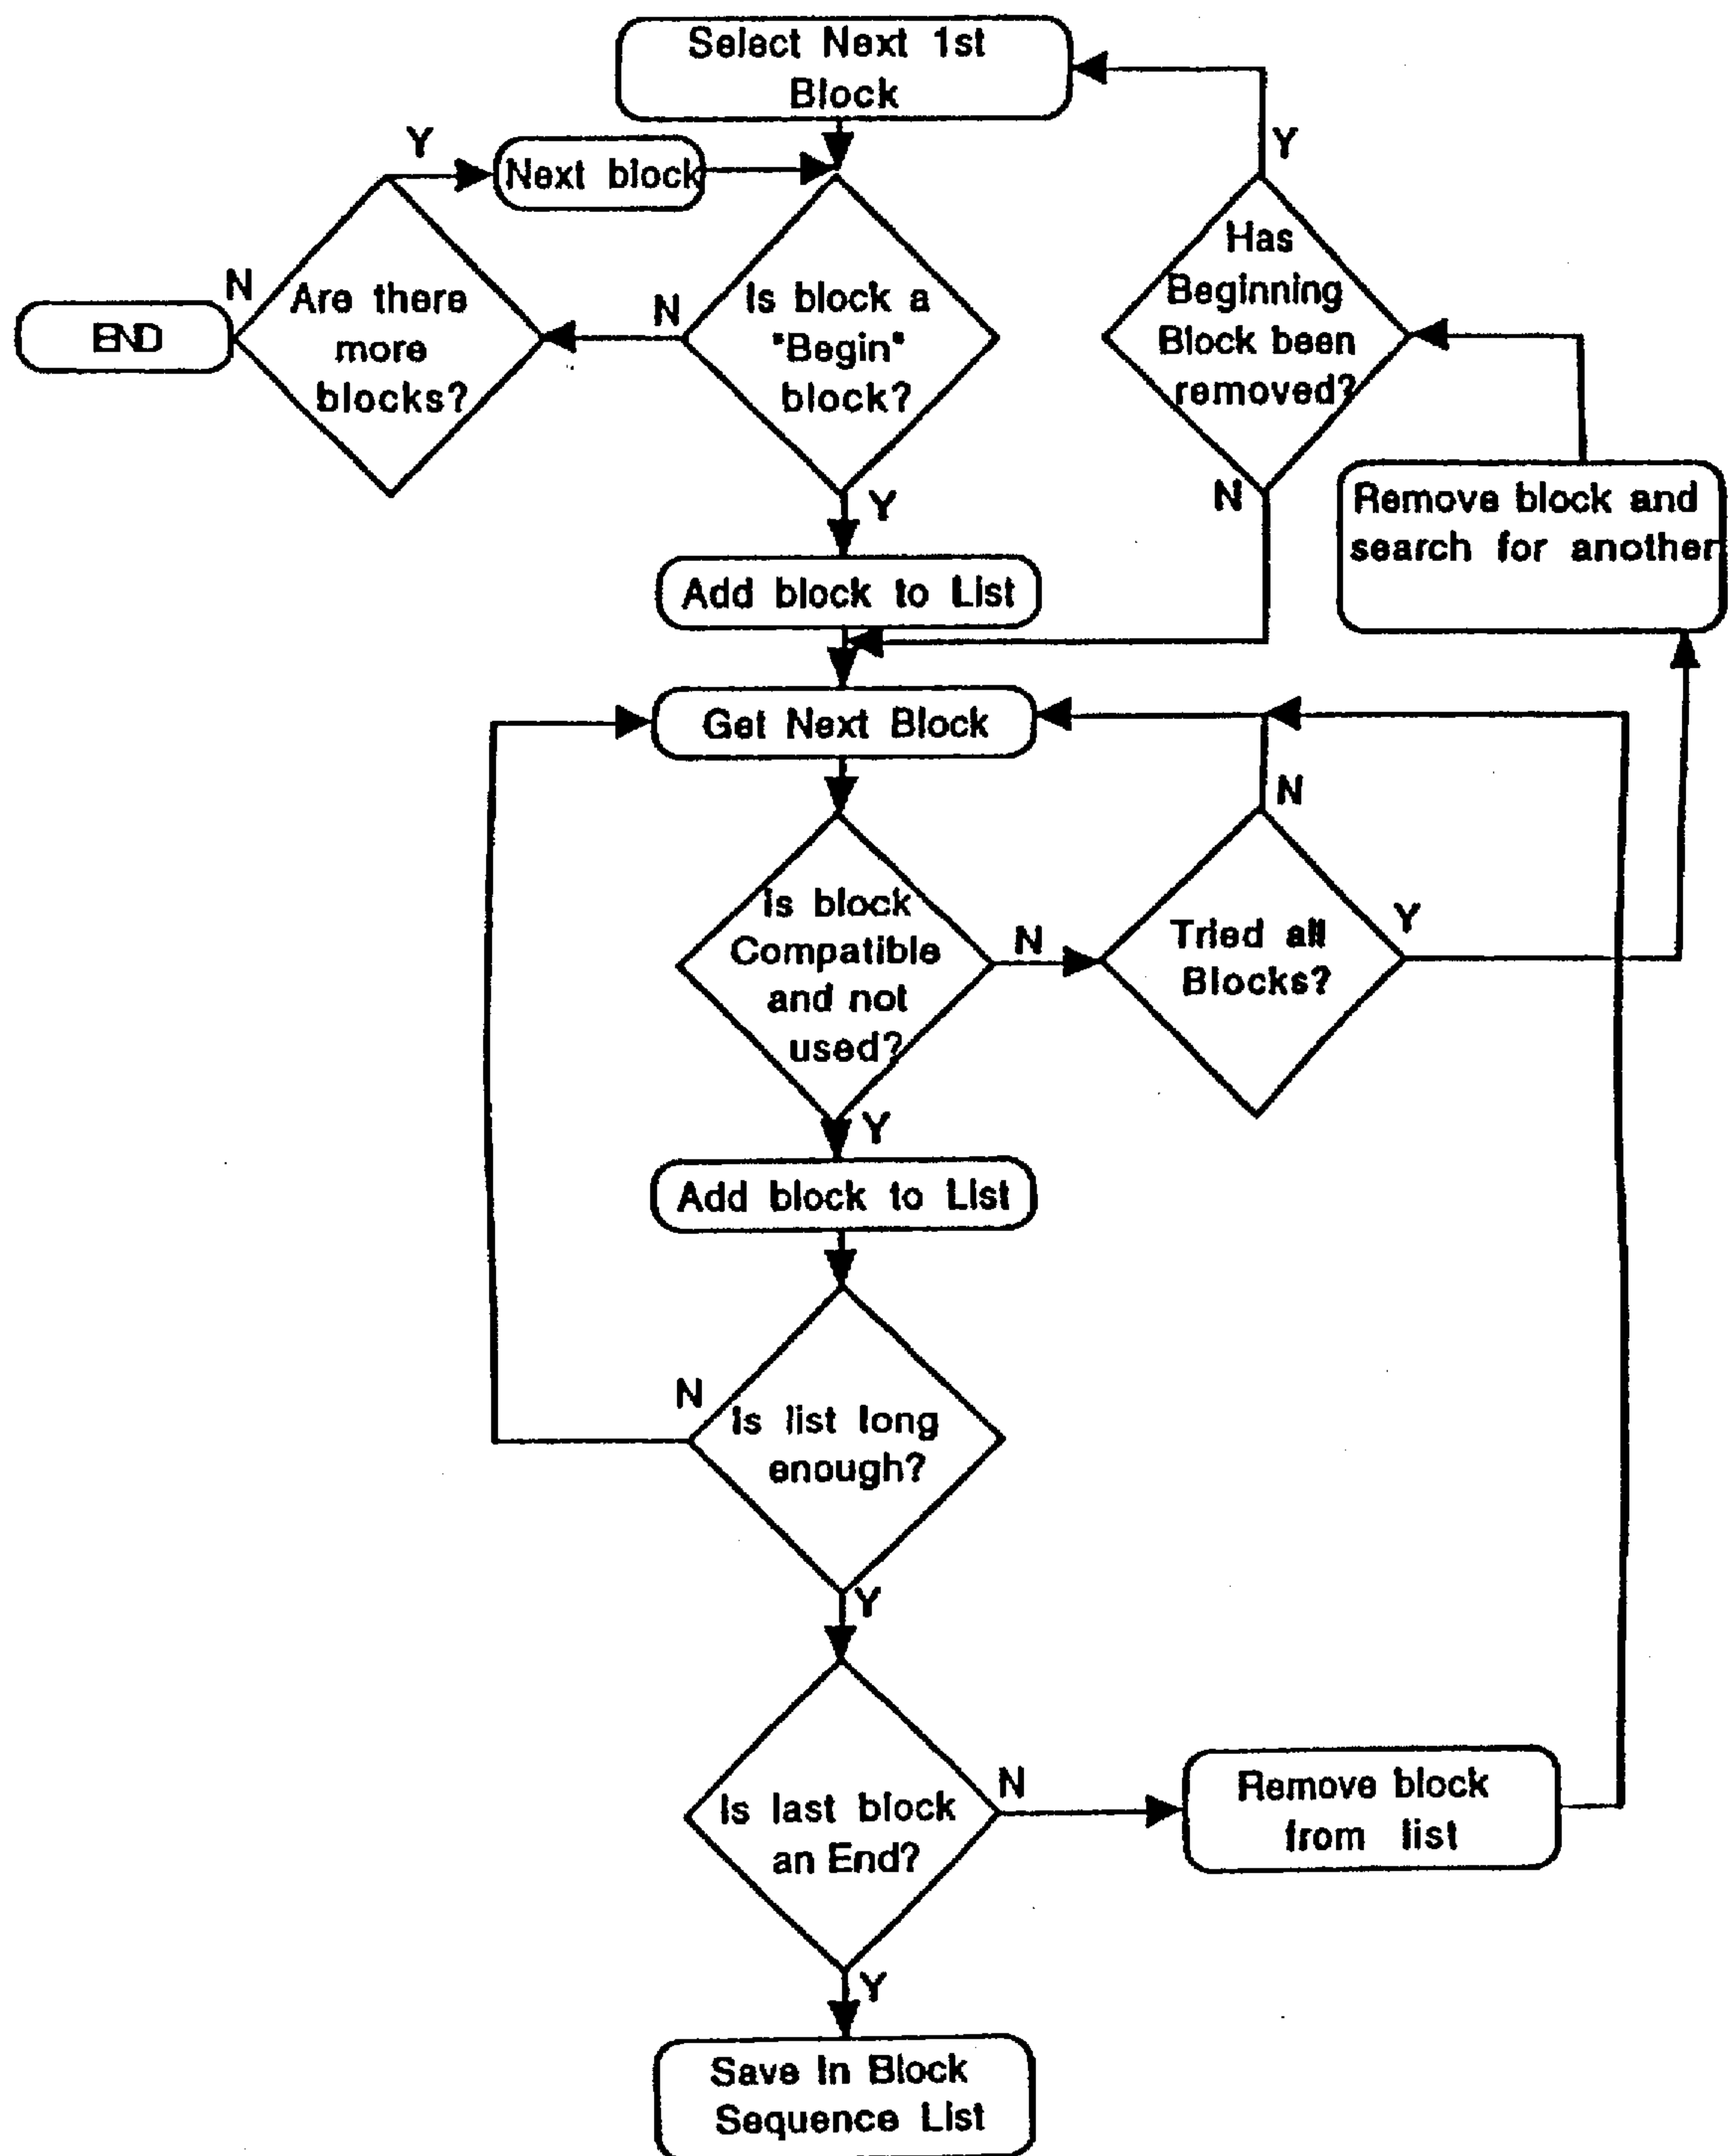 Select Next 1st
Block
Y
Next block
Y
Has
Beginning
Block been
removed?
N
Are there
more
blocks?
END
N
Is block a
"Begin"
block?
Y
N
Remove block and
search for another
Add block to List
Get Next Block
N
Is block
Compatible
and not
used?
N
Tried all
Blocks?
Y
Y
Add block to List
N
Is list long
enough?
Y
Is last block
an End?
N
Remove block
from list
Y
Save In Block
Sequence List